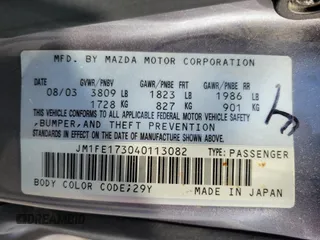 MFD. BY MAZDA MOTOR CORPORATION
GVWR/PNBV GAWR/PNBE FRT GAWR/PNBE RR
08/03 3809 LB 1823 LB 1986 LB
1728 KG 827 KG 901 KG
THIS VEHICLE CONFORMS TO ALL APPLICABLE
FEDERAL MOTOR VEHICLE SAFETY
,BUMPER, AND THEFT PREVENTION
STANDARDS IN EFFECT ON THE DATE OF
MANUFACTURE SHOWN ABOVE.
JM1FE173040113082 TYPE:PASSENGER
BODY COLOR CODE;29Y MADE IN JAPAN
DREAMBID